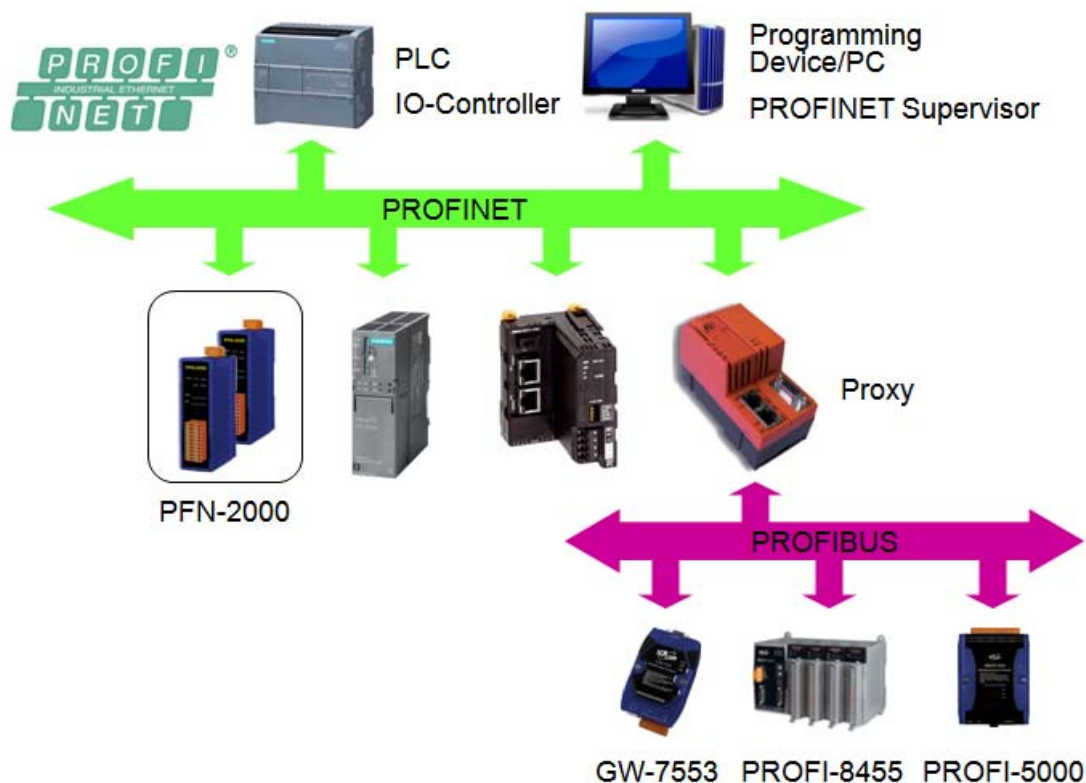 PROFI
®
INDUSTRIAL ETHERNET
NET
PLC
IO-Controller
Programming
Device/PC
PROFINET Supervisor
PROFINET
Proxy
PFN-2000
PROFIBUS
GW-7553
PROFI-8455
PROFI-5000